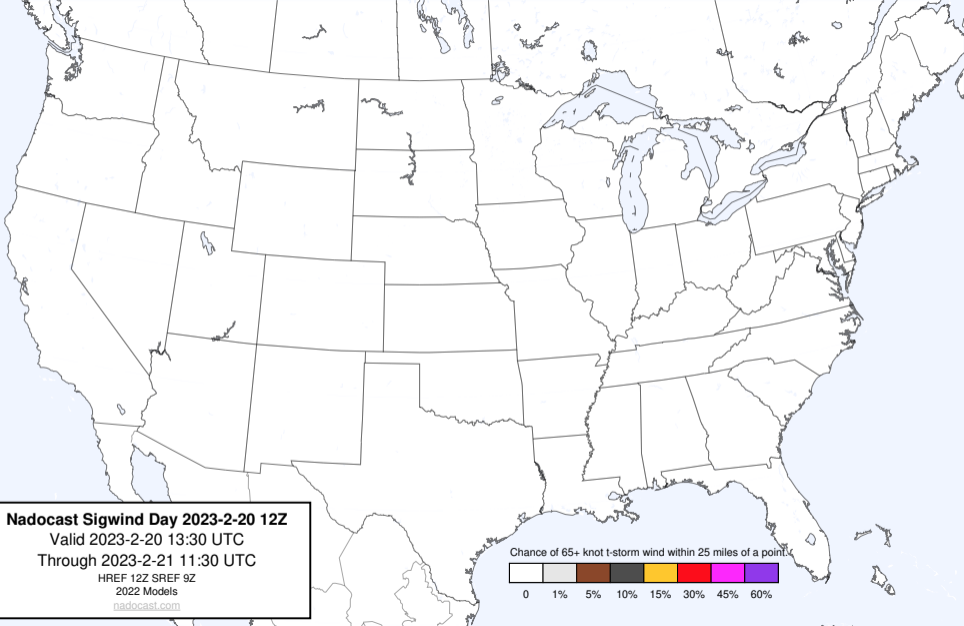 Nadocast Sigwind Day 2023-2-20 12Z
Valid 2023-2-20 13:30 UTC
Through 2023-2-21 11:30 UTC
HREF 12Z SREF 9Z
2022 Models
nadocast.com
Chance of 65+ knot t-storm wind within 25 miles of a point.
0 1% 5% 10% 15% 30% 45% 60%